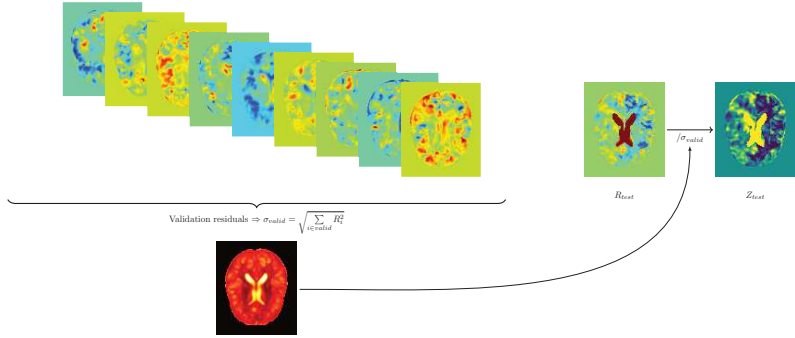 /σ_valid
R_test
Z_test
Validation residuals ⇒ σ_valid = √∑_{i∈valid} R_i^2